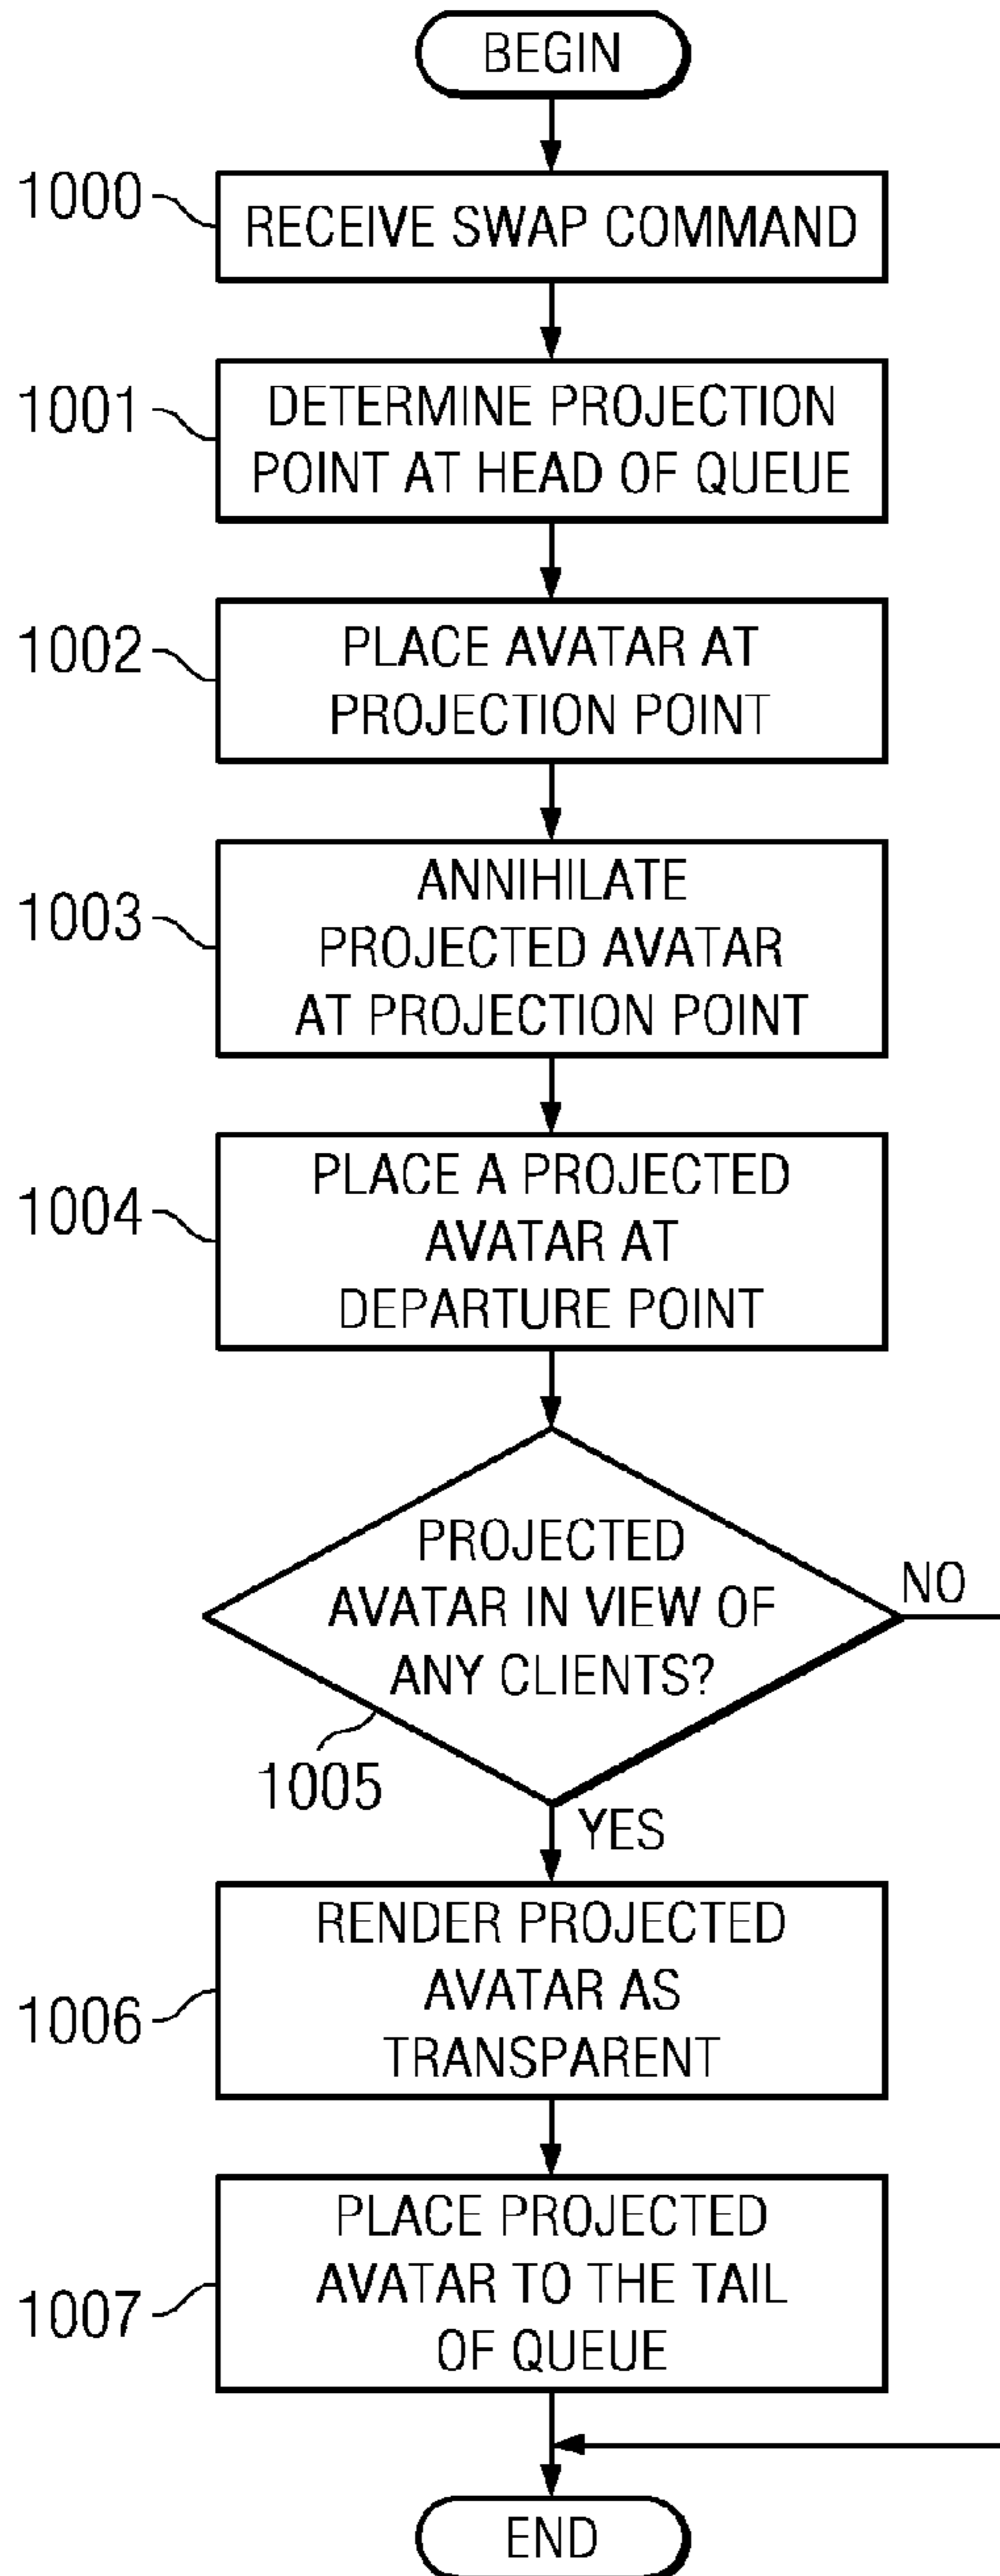 BEGIN
1000
RECEIVE SWAP COMMAND
1001
DETERMINE PROJECTION
POINT AT HEAD OF QUEUE
1002
PLACE AVATAR AT
PROJECTION POINT
1003
ANNIHILATE
PROJECTED AVATAR
AT PROJECTION POINT
1004
PLACE A PROJECTED
AVATAR AT
DEPARTURE POINT
PROJECTED
AVATAR IN VIEW OF
ANY CLIENTS?
NO
1005
YES
1006
RENDER PROJECTED
AVATAR AS
TRANSPARENT
1007
PLACE PROJECTED
AVATAR TO THE TAIL
OF QUEUE
END